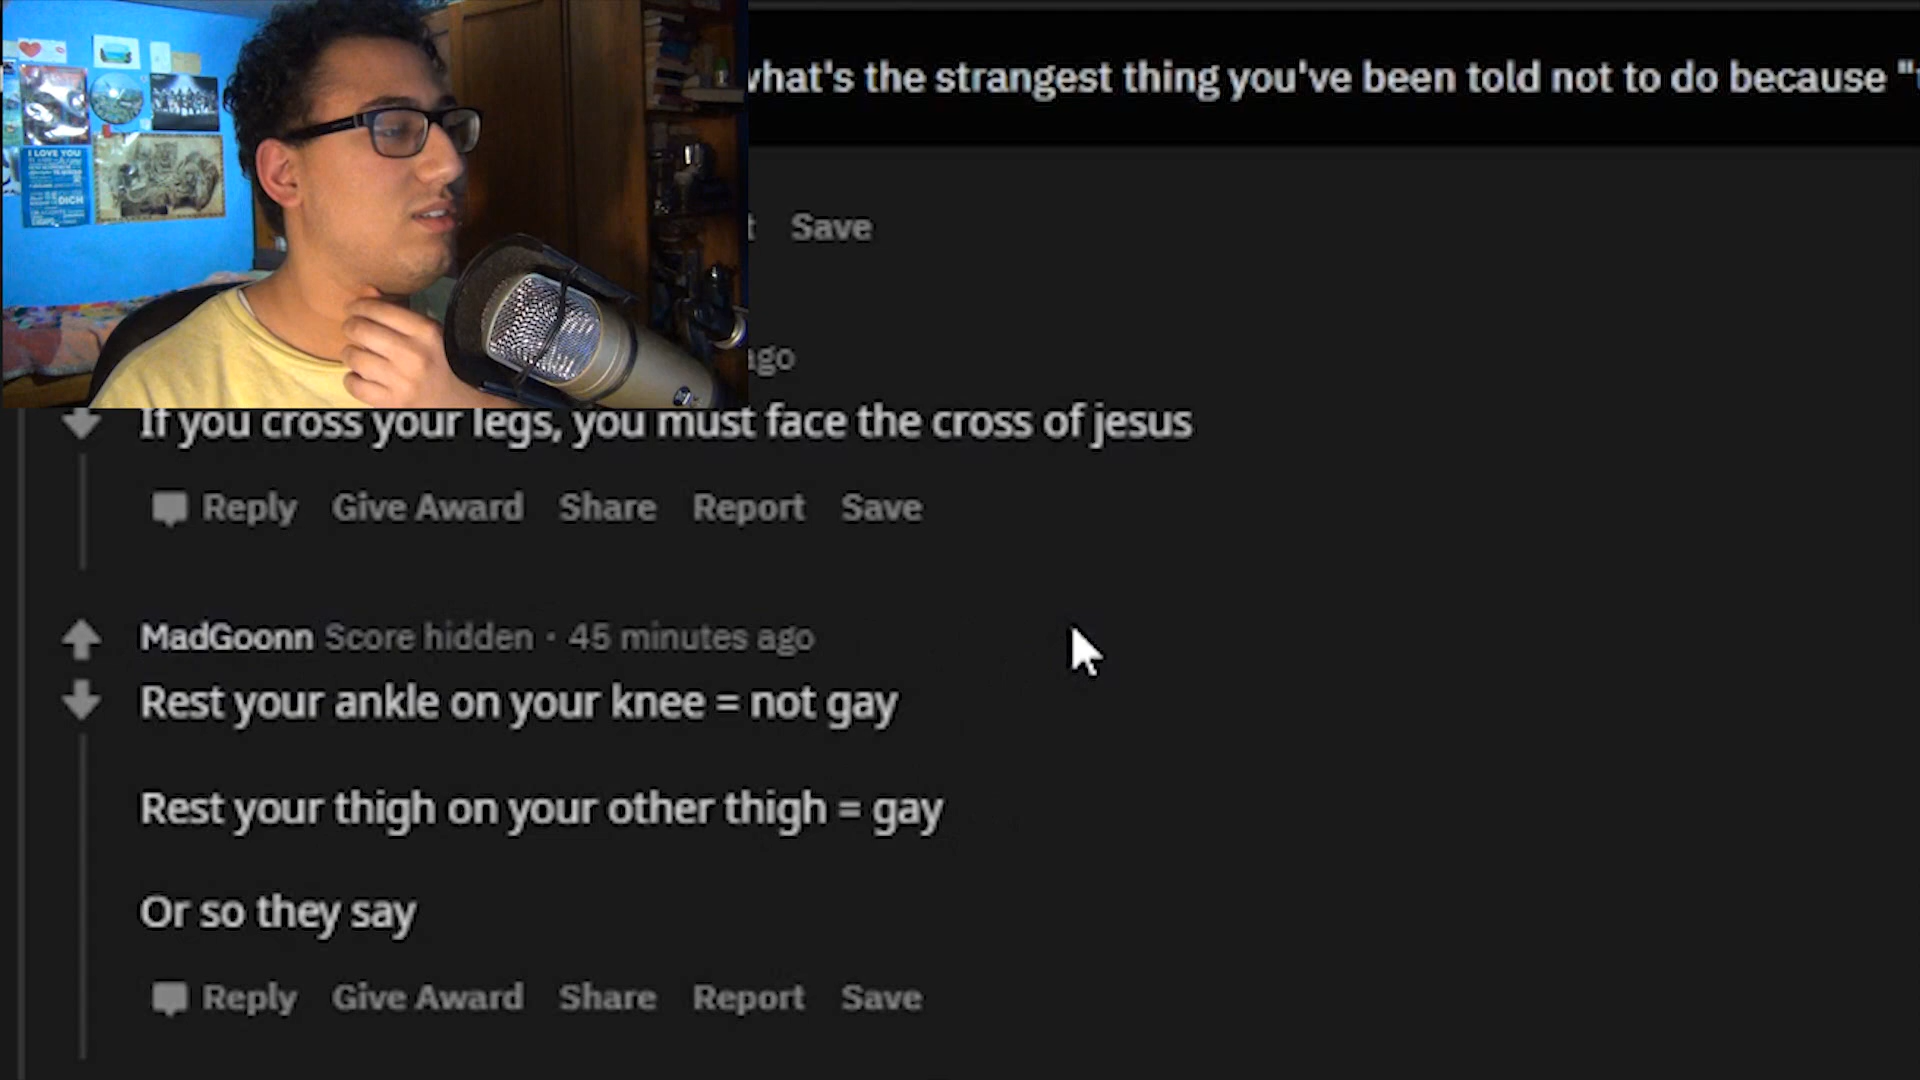 what's the strangest thing you've been told not to do because "
Save
ago
If you cross your legs, you must face the cross of jesus
Reply Give Award Share Report Save
MadGoonn Score hidden · 45 minutes ago
Rest your ankle on your knee = not gay
Rest your thigh on your other thigh = gay
Or so they say
Reply Give Award Share Report Save
I LOVE YOU
DICH